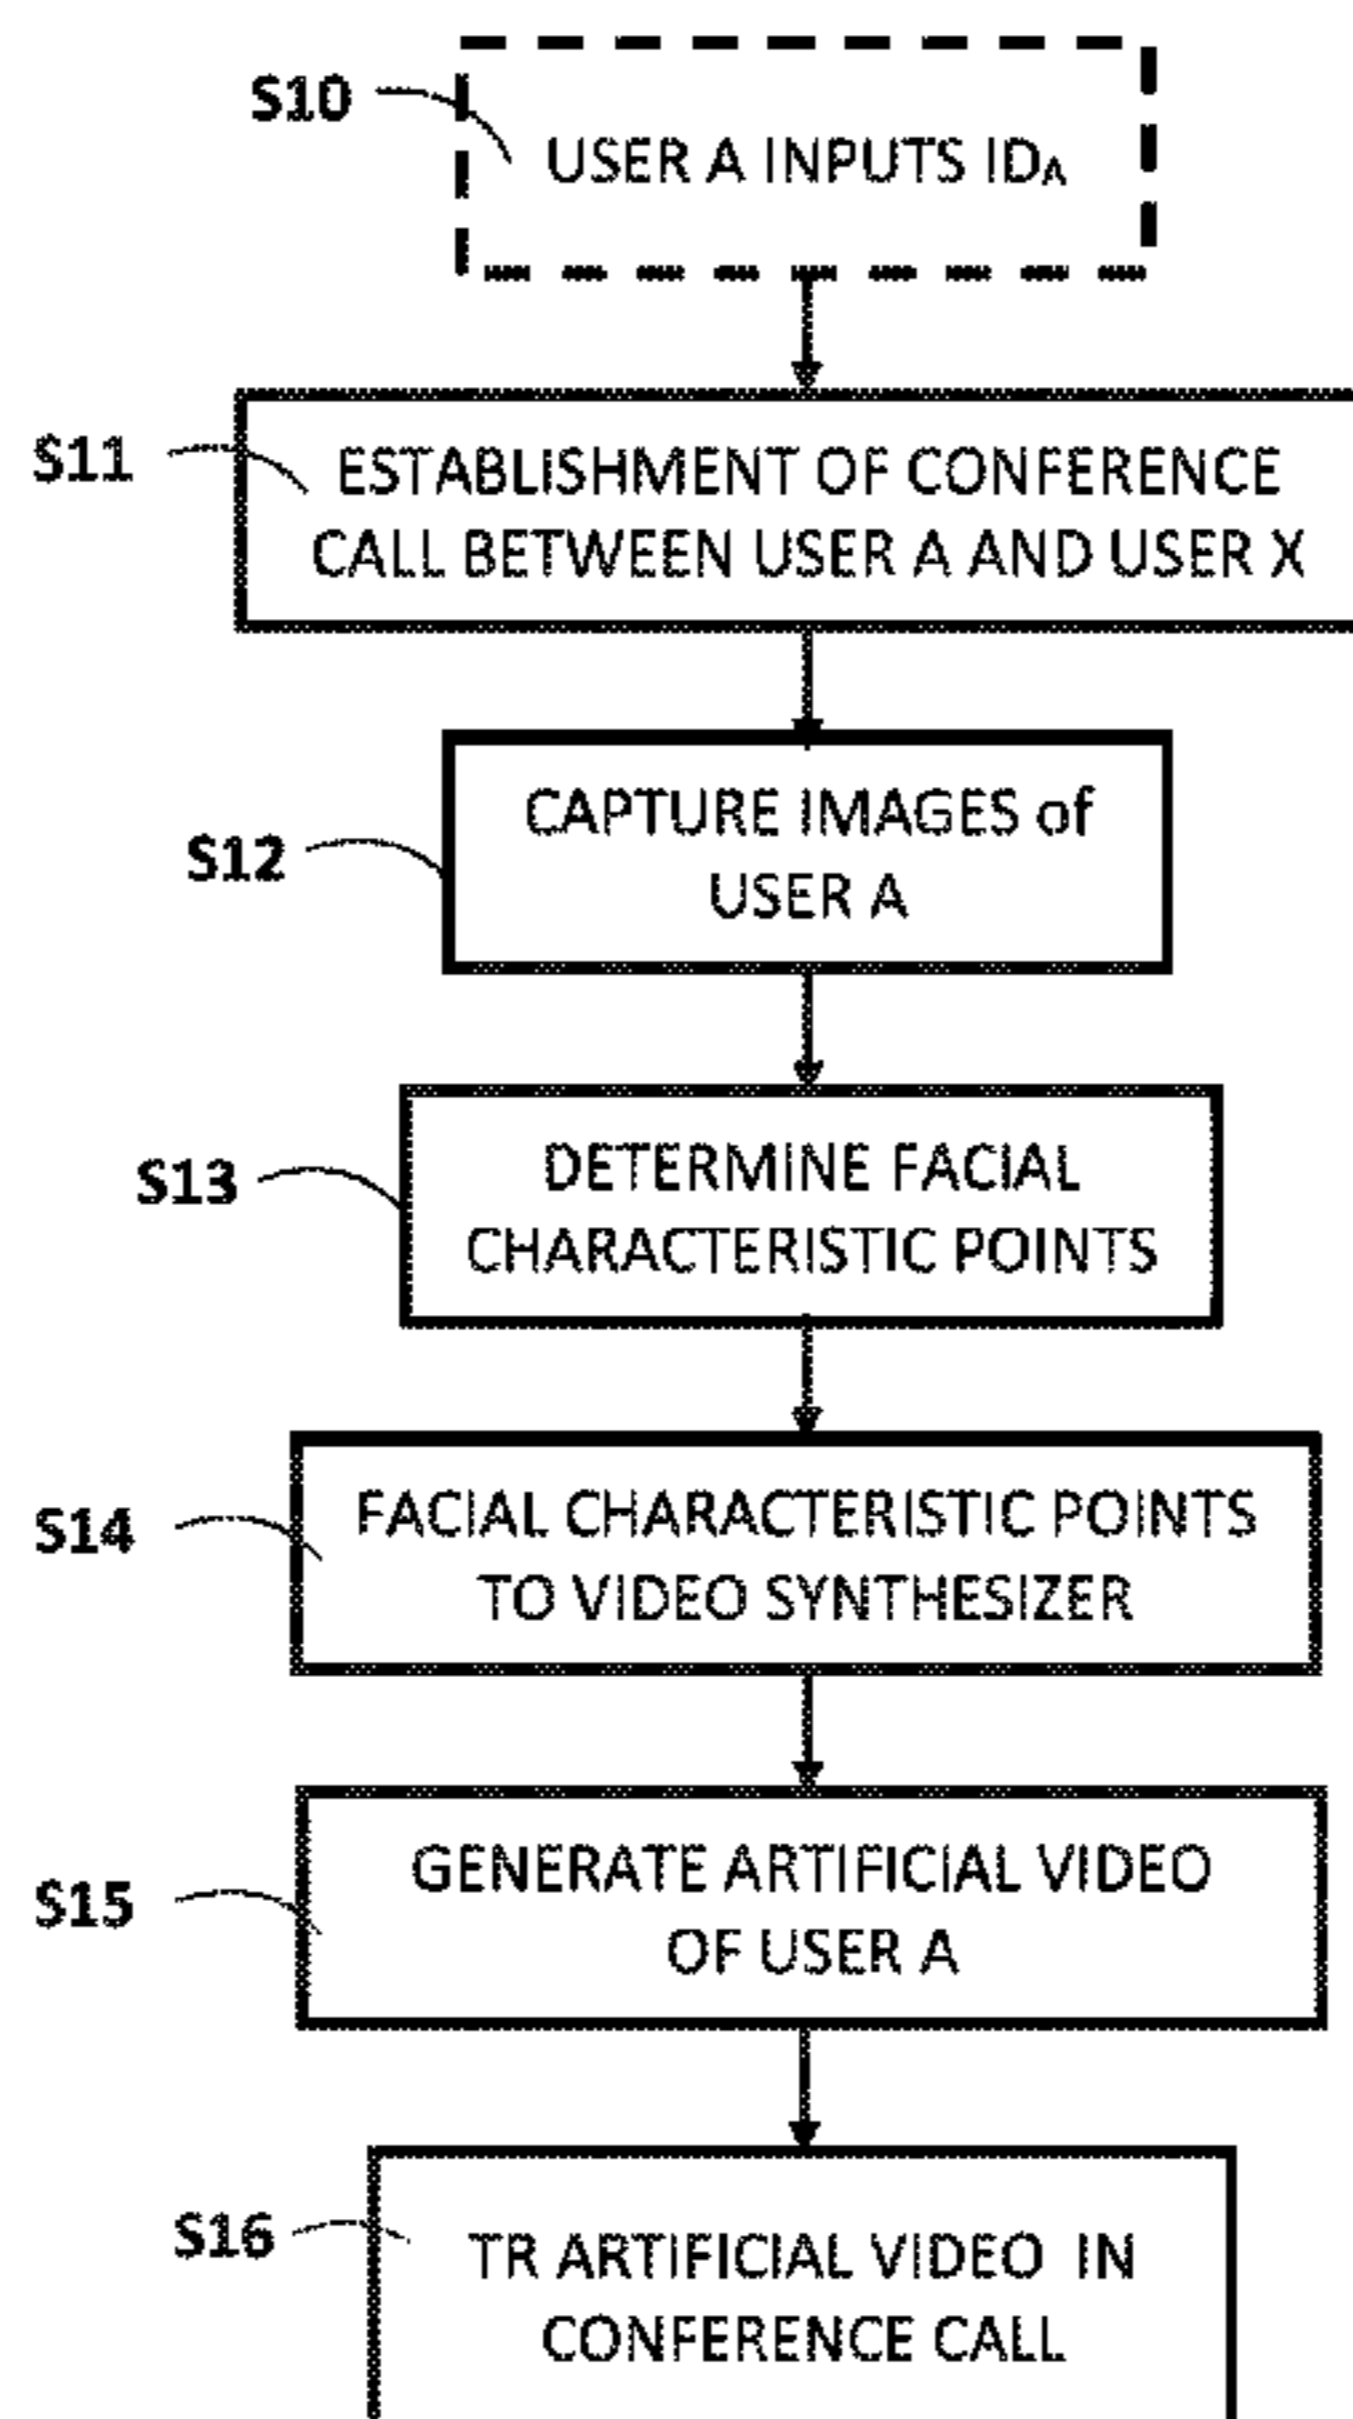 S10
USER A INPUTS IDA
S11
ESTABLISHMENT OF CONFERENCE
CALL BETWEEN USER A AND USER X
S12
CAPTURE IMAGES of
USER A
S13
DETERMINE FACIAL
CHARACTERISTIC POINTS
S14
FACIAL CHARACTERISTIC POINTS
TO VIDEO SYNTHESIZER
S15
GENERATE ARTIFICIAL VIDEO
OF USER A
S16
TR ARTIFICIAL VIDEO IN
CONFERENCE CALL